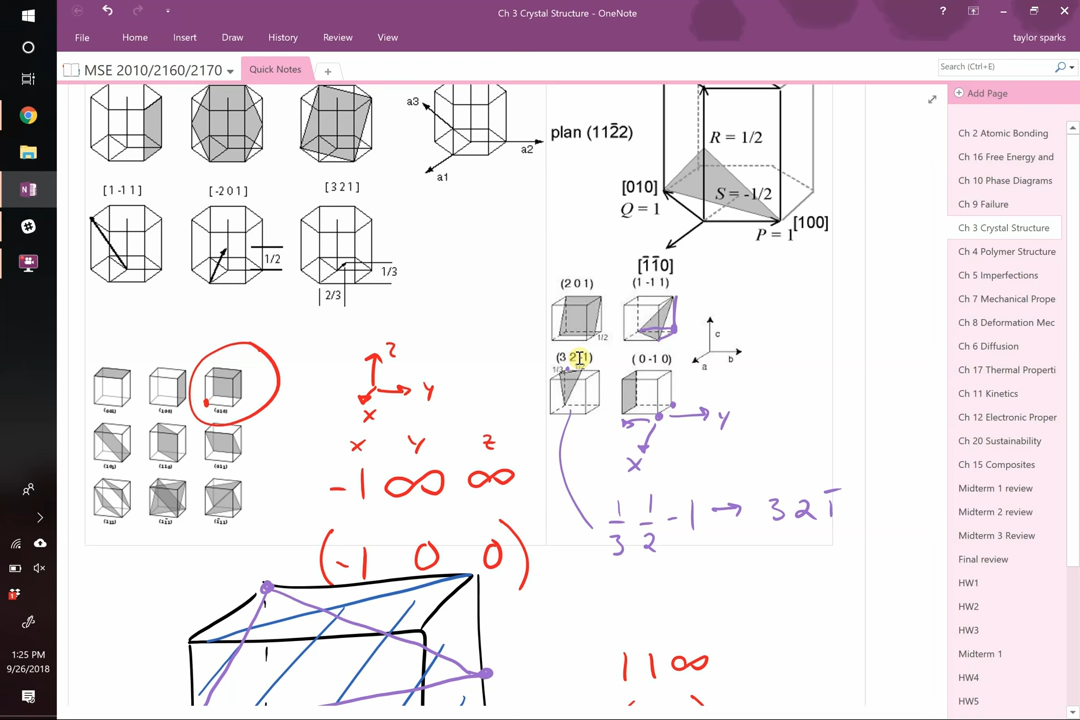 Ch 3 Crystal Structure - OneNote
File Home Insert Draw History Review View
taylor sparks
MSE 2010/2160/2170
Quick Notes
Search (Ctrl+E)
Add Page
Ch 2 Atomic Bonding
Ch 16 Free Energy and
Ch 10 Phase Diagrams
Ch 9 Failure
Ch 3 Crystal Structure
Ch 4 Polymer Structure
Ch 5 Imperfections
Ch 7 Mechanical Prope
Ch 8 Deformation Mec
Ch 6 Diffusion
Ch 17 Thermal Properti
Ch 11 Kinetics
Ch 12 Electronic Proper
Ch 20 Sustainability
Ch 15 Composites
Midterm 1 review
Midterm 2 review
Midterm 3 Review
Final review
HW1
HW2
HW3
Midterm 1
HW4
HW5
a3
a2
a1
[1 -1 1]
[-2 0 1]
[3 2 1]
1/2
1/3
2/3
plan (112̄2)
R = 1/2
[010]
S = -1/2
Q = 1
P = 1
[100]
[1̄1̄0]
(2 0 1)
(1 -1 1)
1/2
(3 2 -1)
(0 -1 0)
1/3
c
b
a
z
y
x
x y z
-1 ∞ ∞
(-1 0 0)
y
x
1/3 1/2 -1 → 3 2 1̄
1 1 ∞
1:25 PM
9/26/2018